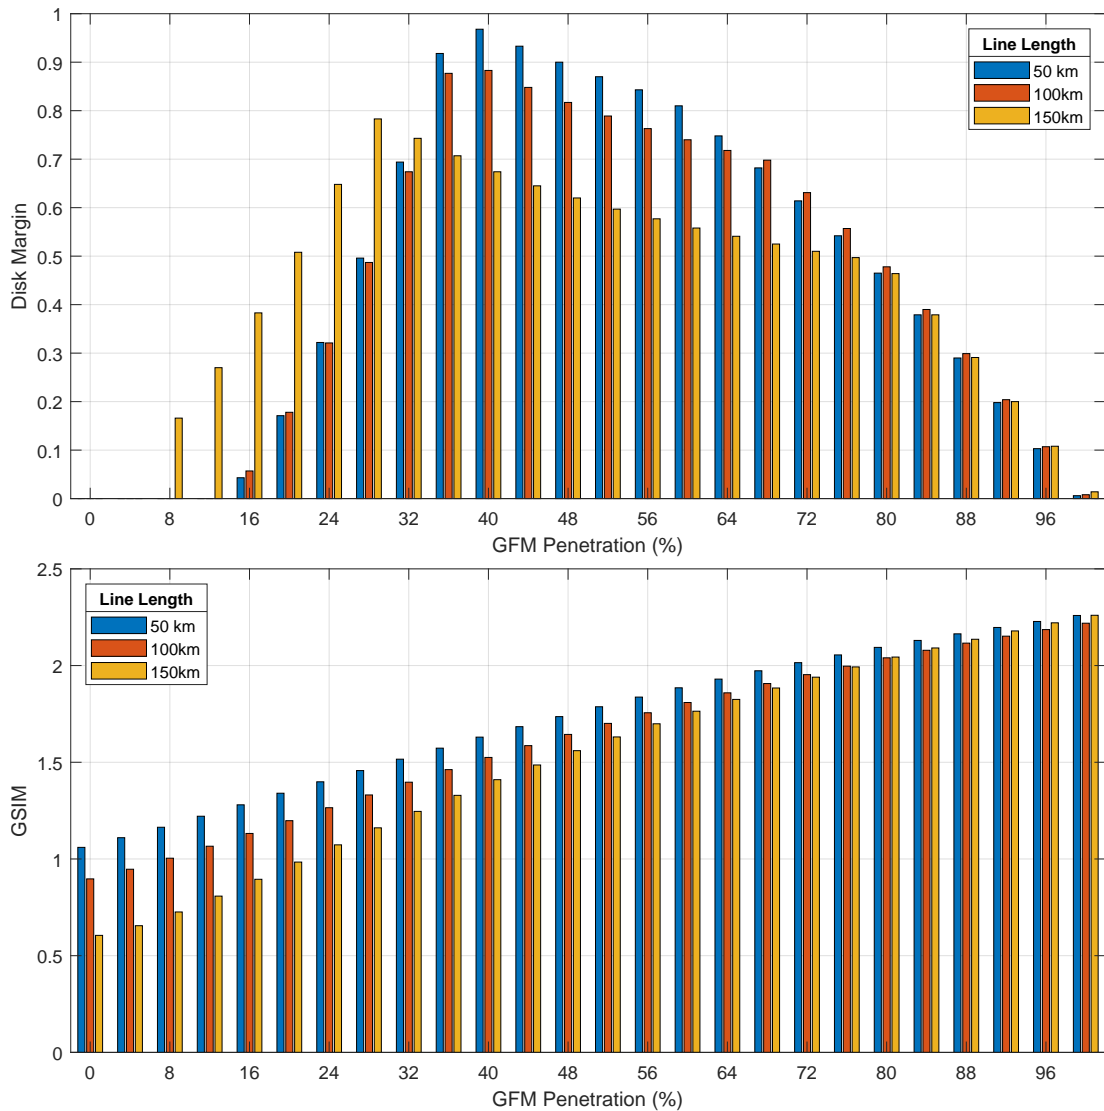 1
0.9
0.8
0.7
0.6
0.5
0.4
0.3
0.2
0.1
0
Disk Margin
Line Length
50 km
100km
150km
0 8 16 24 32 40 48 56 64 72 80 88 96
GFM Penetration (%)
2.5
2
1.5
1
0.5
0
GSIM
Line Length
50 km
100km
150km
0 8 16 24 32 40 48 56 64 72 80 88 96
GFM Penetration (%)